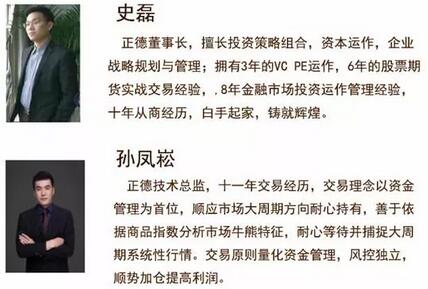 史磊
正德董事长，擅长投资策略组合，资本运作，企业
战略规划与管理；拥有3年的VC PE运作，6年的股票期
货实战交易经验，.8年金融市场投资运作管理经验，
十年从商经历，白手起家，铸就辉煌。
孙凤崧
正德技术总监，十一年交易经历，交易理念以资金
管理为首位，顺应市场大周期方向耐心持有，善于依
据商品指数分析市场牛熊特征，耐心等待并捕捉大周
期系统性行情。交易原则量化资金管理，风控独立，
顺势加仓提高利润。